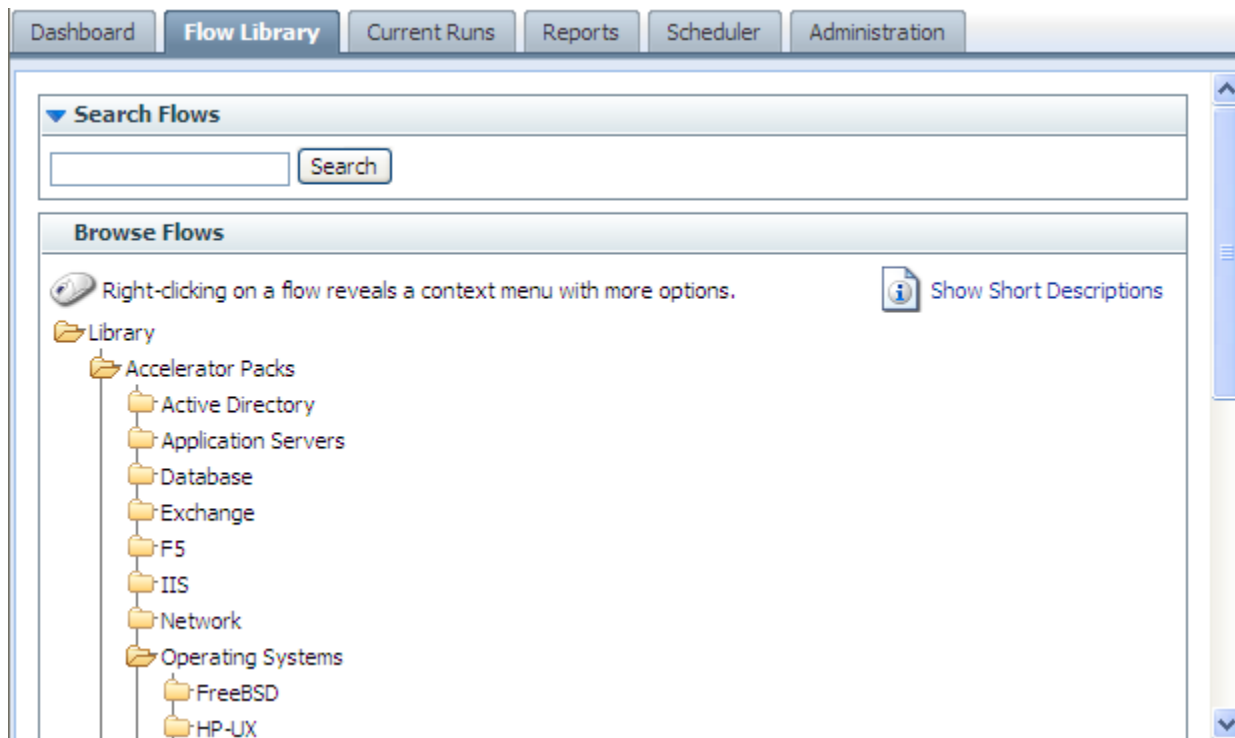 Dashboard Flow Library Current Runs Reports Scheduler Administration
Search Flows
Search
Browse Flows
Right-clicking on a flow reveals a context menu with more options. Show Short Descriptions
Library
Accelerator Packs
Active Directory
Application Servers
Database
Exchange
F5
IIS
Network
Operating Systems
FreeBSD
HP-UX